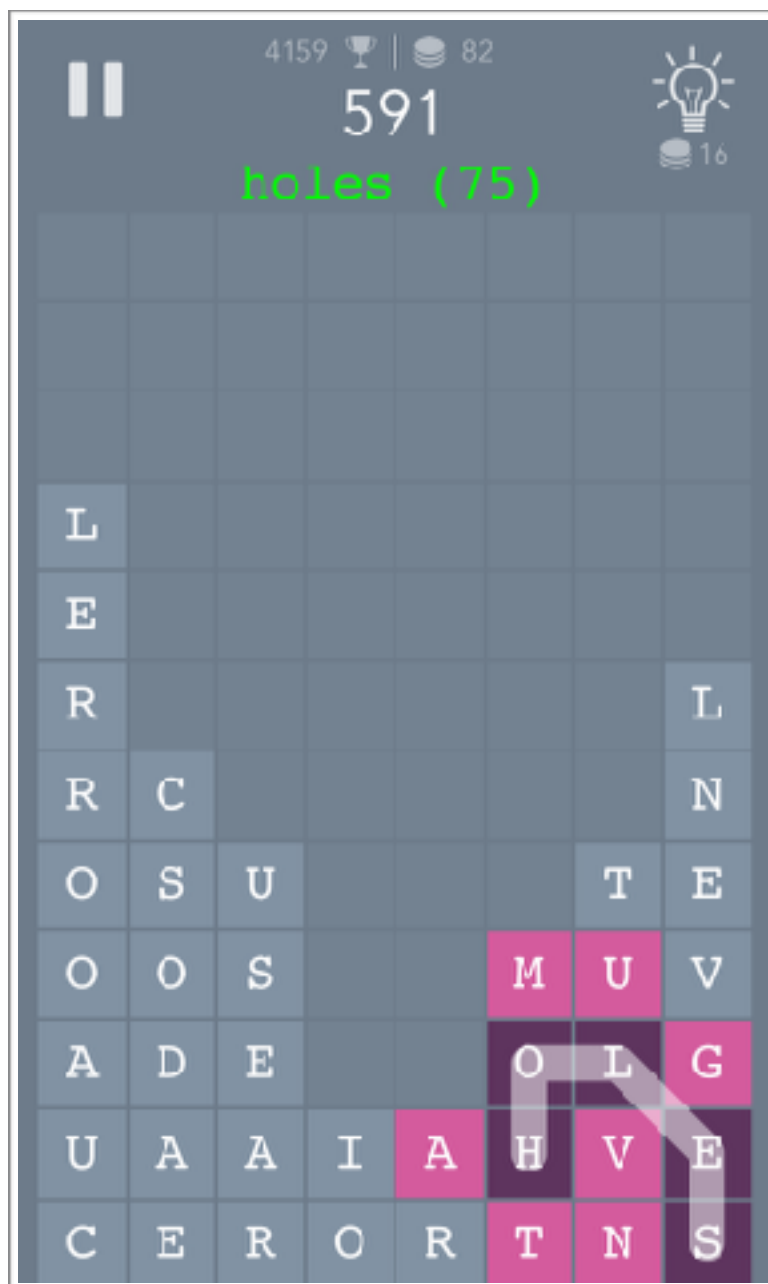 4159 82
591
16
holes (75)
L
E
R L
R C N
O S U T E
O O S M U V
A D E O L G
U A A I A H V E
C E R O R T N S